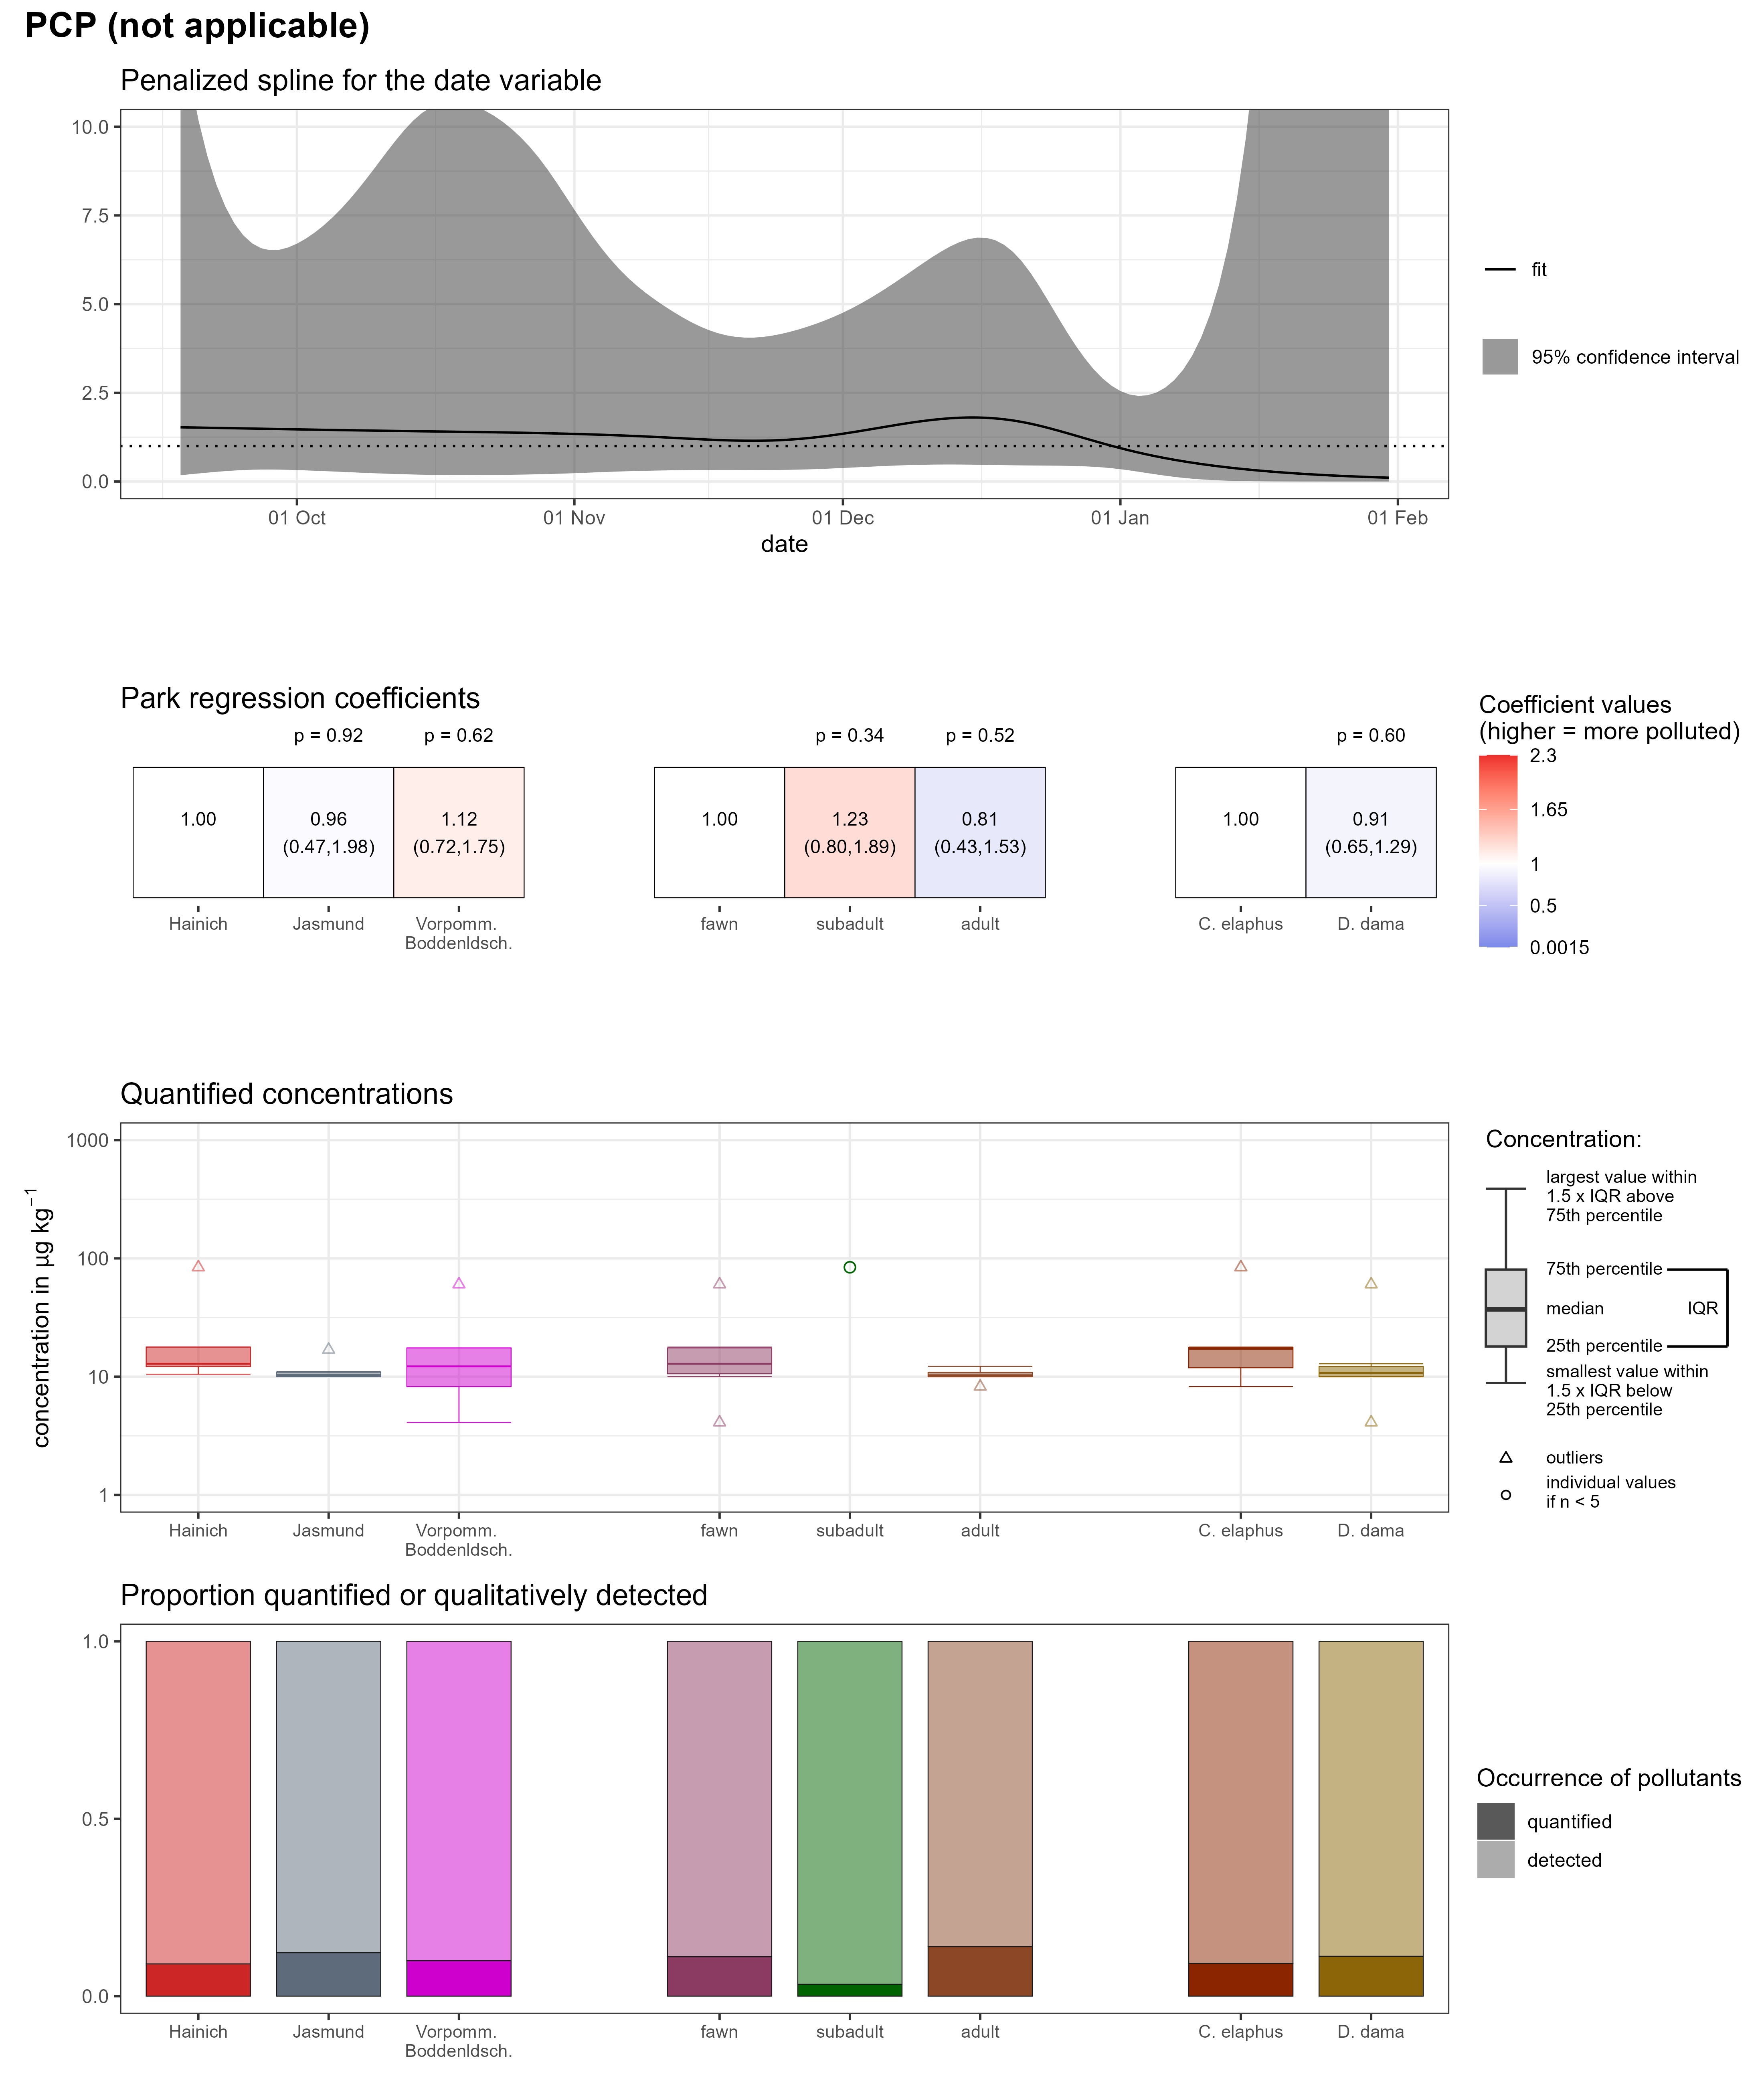 PCP (not applicable)
Penalized spline for the date variable
10.0
7.5
5.0
2.5
0.0
01 Oct
01 Nov
01 Dec
01 Jan
01 Feb
date
fit
95% confidence interval
Park regression coefficients
p = 0.92
p = 0.62
p = 0.34
p = 0.52
p = 0.60
1.00
0.96
(0.47,1.98)
1.12
(0.72,1.75)
1.00
1.23
(0.80,1.89)
0.81
(0.43,1.53)
1.00
0.91
(0.65,1.29)
Hainich
Jasmund
Vorpomm.
Boddenldsch.
fawn
subadult
adult
C. elaphus
D. dama
Coefficient values
(higher = more polluted)
2.3
1.65
1
0.5
0.0015
Quantified concentrations
concentration in µg kg⁻¹
1000
100
10
1
Hainich
Jasmund
Vorpomm.
Boddenldsch.
fawn
subadult
adult
C. elaphus
D. dama
Concentration:
largest value within
1.5 x IQR above
75th percentile
75th percentile
median
IQR
25th percentile
smallest value within
1.5 x IQR below
25th percentile
outliers
individual values
if n < 5
Proportion quantified or qualitatively detected
1.0
0.5
0.0
Hainich
Jasmund
Vorpomm.
Boddenldsch.
fawn
subadult
adult
C. elaphus
D. dama
Occurrence of pollutants
quantified
detected